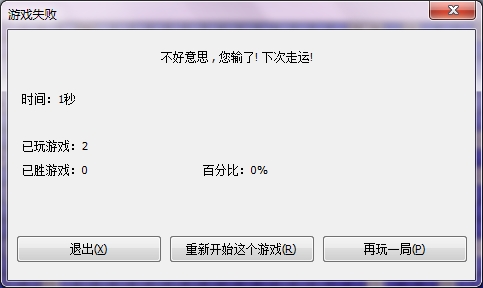 游戏失败
不好意思，您输了! 下次走运!
时间：1秒
已玩游戏：2
已胜游戏：0 百分比：0%
退出(X) 重新开始这个游戏(R) 再玩一局(P)